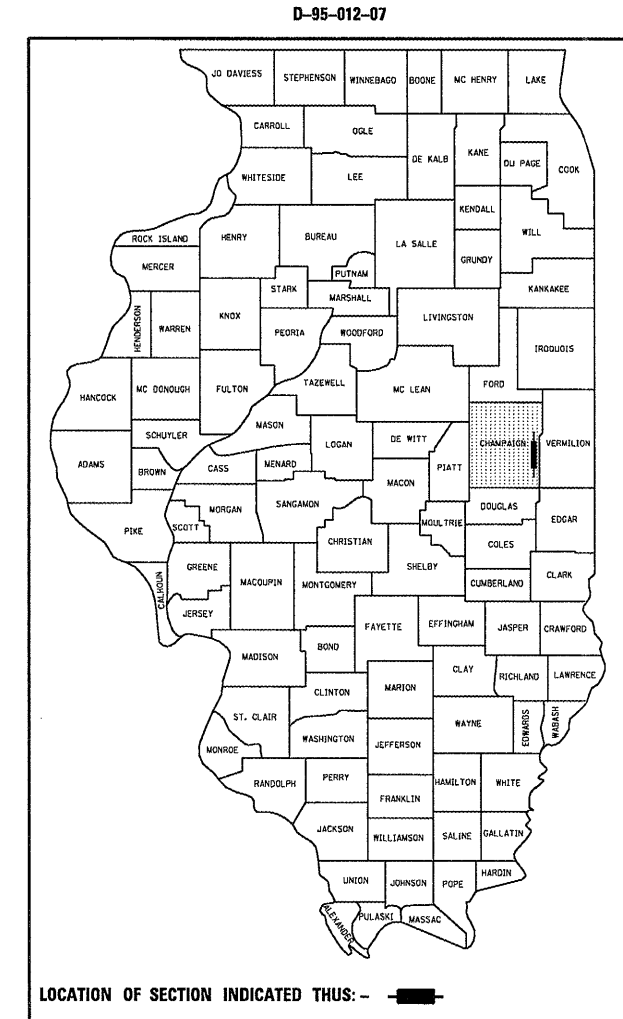 D-95-012-07
JO DAVIESS
STEPHENSON
WINNEBAGO
BOONE
MC HENRY
LAKE
CARROLL
OGLE
DE KALB
KANE
DU PAGE
COOK
WHITESIDE
LEE
KENDALL
WILL
ROCK ISLAND
HENRY
BUREAU
LA SALLE
GRUNDY
MERCER
PUTNAM
KANKAKEE
STARK
MARSHALL
HENDERSON
WARREN
KNOX
PEORIA
WOODFORD
LIVINGSTON
IROQUOIS
HANCOCK
MC DONOUGH
FULTON
TAZEWELL
MC LEAN
FORD
SCHUYLER
MASON
LOGAN
DE WITT
CHAMPAIGN
VERMILION
ADAMS
BROWN
CASS
MENARD
PIATT
MACON
PIKE
SCOTT
MORGAN
SANGAMON
MOULTRIE
DOUGLAS
EDGAR
CHRISTIAN
COLES
CALHOUN
GREENE
MACOUPIN
MONTGOMERY
SHELBY
CUMBERLAND
CLARK
JERSEY
FAYETTE
EFFINGHAM
JASPER
CRAWFORD
MADISON
BOND
CLAY
RICHLAND
LAWRENCE
CLINTON
MARION
ST. CLAIR
WAYNE
EDWARDS
WABASH
MONROE
WASHINGTON
JEFFERSON
RANDOLPH
PERRY
HAMILTON
WHITE
FRANKLIN
JACKSON
WILLIAMSON
SALINE
GALLATIN
UNION
JOHNSON
POPE
HARDIN
ALEXANDER
PULASKI
MASSAC
LOCATION OF SECTION INDICATED THUS: -